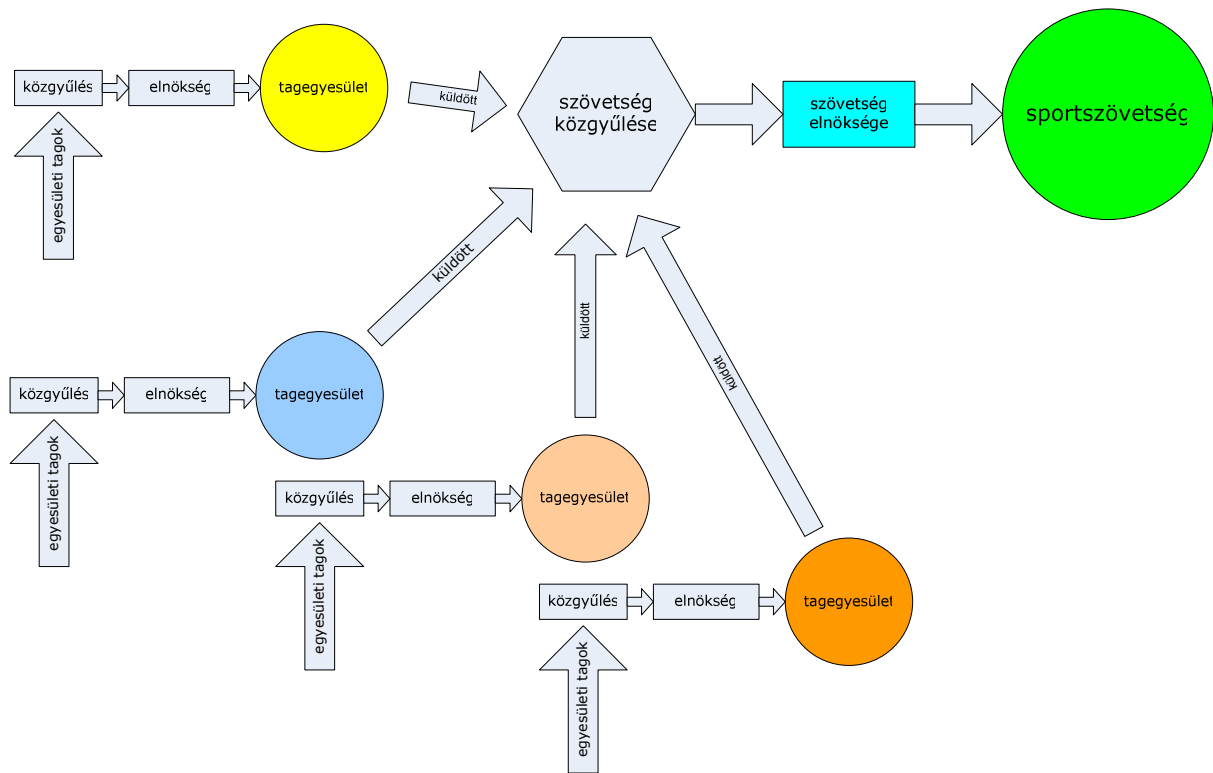 közgyűlés
elnökség
tagegyesület
küldött
szövetség
közgyűlése
szövetség
elnöksége
sportszövetség
egyesületi tagok
küldött
közgyűlés
elnökség
tagegyesület
küldött
egyesületi tagok
küldött
közgyűlés
elnökség
tagegyesület
egyesületi tagok
közgyűlés
elnökség
tagegyesület
egyesületi tagok